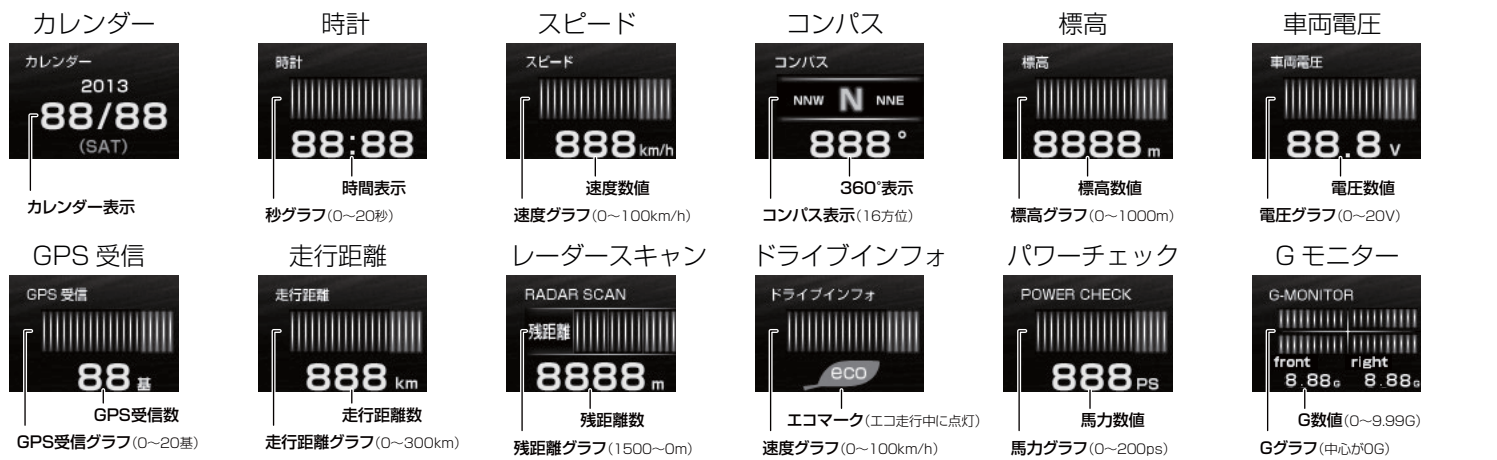 カレンダー
カレンダー
2013
88/88
(SAT)
カレンダー表示
時計
時計
88:88
時間表示
秒グラフ(0〜20秒)
スピード
スピード
888 km/h
速度数値
速度グラフ(0〜100km/h)
コンパス
コンパス
NNW N NNE
888°
360°表示
コンパス表示(16方位)
標高
標高
8888 m
標高数値
標高グラフ(0〜1000m)
車両電圧
車両電圧
88.8 V
電圧数値
電圧グラフ(0〜20V)
GPS 受信
GPS 受信
88 基
GPS受信数
GPS受信グラフ(0〜20基)
走行距離
走行距離
888 km
走行距離数
走行距離グラフ(0〜300km)
レーダースキャン
RADAR SCAN
残距離
8888 m
残距離数
残距離グラフ(1500〜0m)
ドライブインフォ
ドライブインフォ
eco
エコマーク(エコ走行中に点灯)
速度グラフ(0〜100km/h)
パワーチェック
POWER CHECK
888 PS
馬力数値
馬力グラフ(0〜200ps)
G モニター
G-MONITOR
front right
8.88G 8.88G
G数値(0〜9.99G)
Gグラフ(中心が0G)